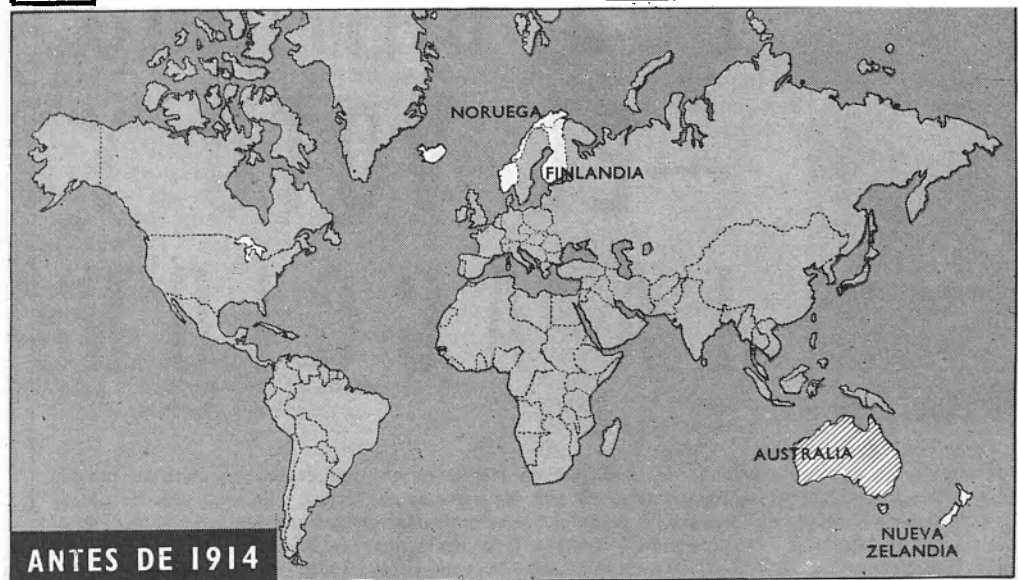 NORUEGA
FINLANDIA
AUSTRALIA
NUEVA
ZELANDIA
ANTES DE 1914